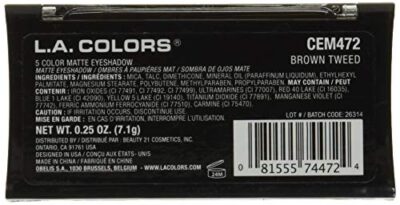 L.A. COLORS®
CEM472
5 COLOR MATTE EYESHADOW
BROWN TWEED
MATTE EYESHADOW / OMBRES À PAUPIÈRES MAT / SOMBRA DE OJOS MATE
INGREDIENTS / INGRÉDIENTS: MICA, TALC, DIMETHICONE, MINERAL OIL (PARAFFINUM LIQUIDUM), ETHYLHEXYL
PALMITATE, MAGNESIUM STEARATE, POLYETHYLENE, MAY CONTAIN / PEUT
CONTENIR: IRON OXIDES (CI 77491, CI 77492, CI 77499), ULTRAMARINES (CI 77007), RED 40 LAKE (CI 16035),
BLUE 1 LAKE (CI 42090), YELLOW 5 LAKE (CI 19140), TITANIUM DIOXIDE (CI 77891), MANGANESE VIOLET (CI
77742), FERRIC AMMONIUM FERROCYANIDE (CI 77510), CARMINE (CI 75470).
CAUTION: IF IRRITATION OCCURS, DISCONTINUE USE.
MISE EN GARDE : EN CAS D'IRRITATION, INTERROMPRE L'UTILISATION.
LOT # / BATCH CODE: 26314
NET WT. 0.25 OZ. (7.1g)
DISTRIBUTED BY / DISTRIBUÉ PAR : BEAUTY 21 COSMETICS, INC.
ONTARIO, CA 91761 USA
DESIGNED IN USA / CONÇU AUX ÉTATS - UNIS
MADE IN CHINA / FABRIQUÉ EN CHINE
OBELIS S.A., 1030 BRUSSELS, BELGIUM
WWW.LACOLORS.COM
24M
0 81555 74472 4